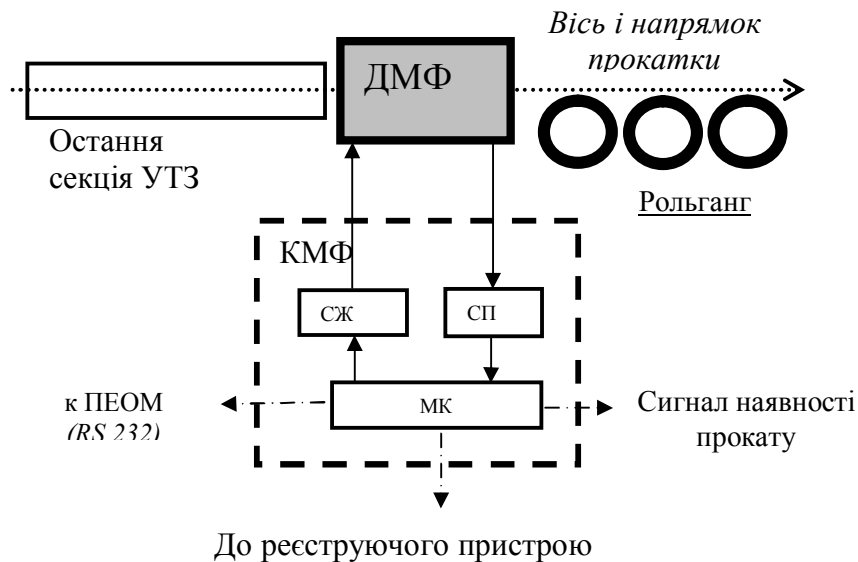 Вісь і напрямок
прокатки
ДМФ
Остання
секція УТЗ
Рольганг
КМФ
СЖ
СП
МК
к ПЕОМ
(RS 232)
Сигнал наявності
прокату
До реєструючого пристрою